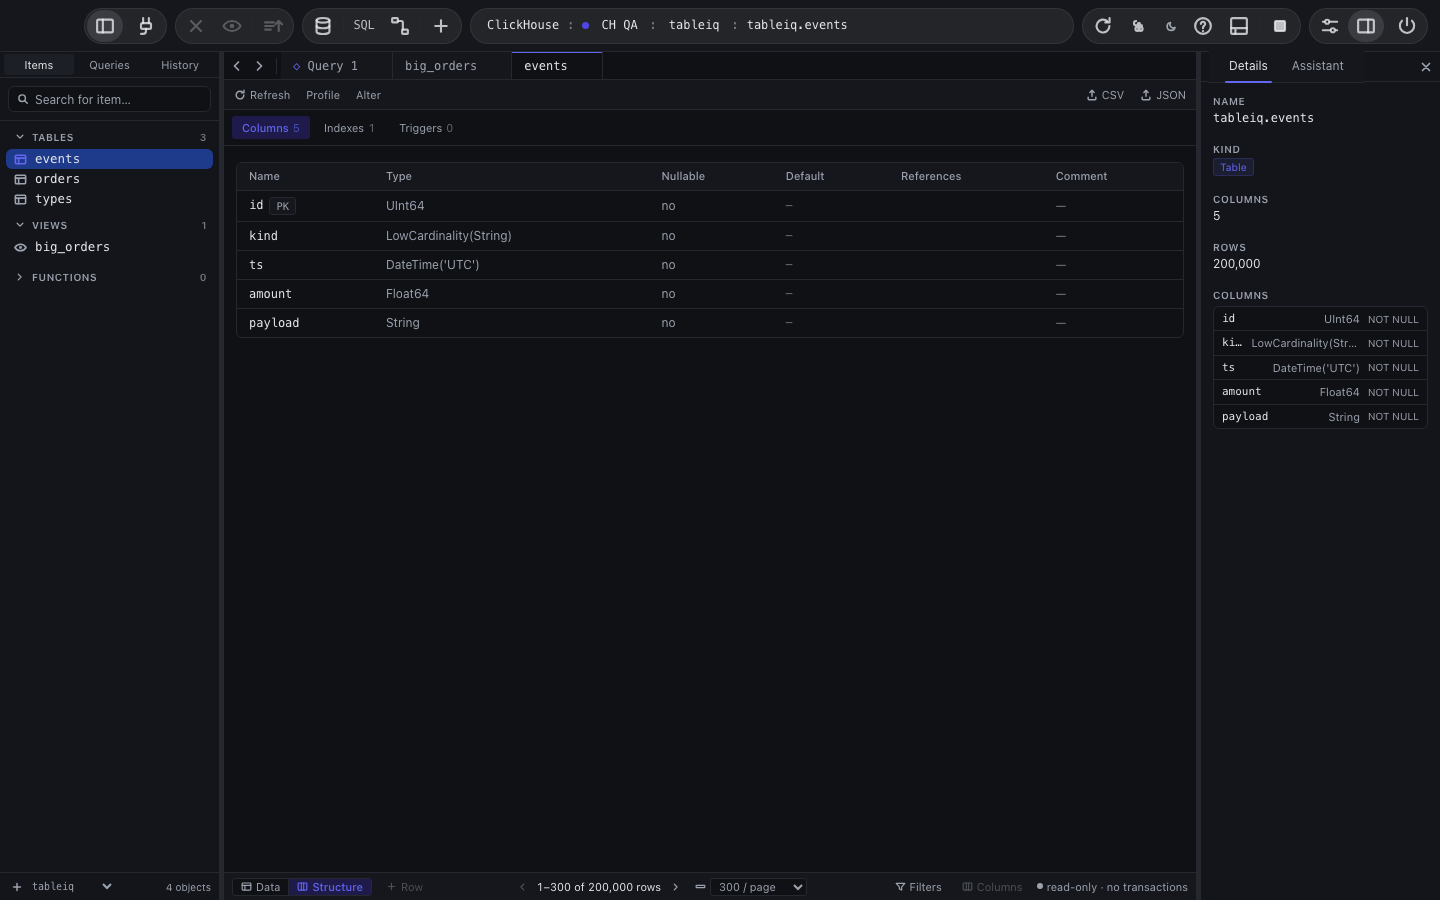 SQL
ClickHouse : CH QA : tableiq : tableiq.events
Items Queries History
Search for item...
TABLES 3
events
orders
types
VIEWS 1
big_orders
FUNCTIONS 0
tableiq 4 objects
Query 1 big_orders events
Refresh Profile Alter CSV JSON
Columns 5 Indexes 1 Triggers 0
Name Type Nullable Default References Comment
id PK UInt64 no — —
kind LowCardinality(String) no — —
ts DateTime('UTC') no — —
amount Float64 no — —
payload String no — —
Data Structure + Row 1–300 of 200,000 rows 300 / page Filters Columns read-only · no transactions
Details Assistant
NAME
tableiq.events
KIND
Table
COLUMNS
5
ROWS
200,000
COLUMNS
id UInt64 NOT NULL
ki… LowCardinality(Str… NOT NULL
ts DateTime('UTC') NOT NULL
amount Float64 NOT NULL
payload String NOT NULL